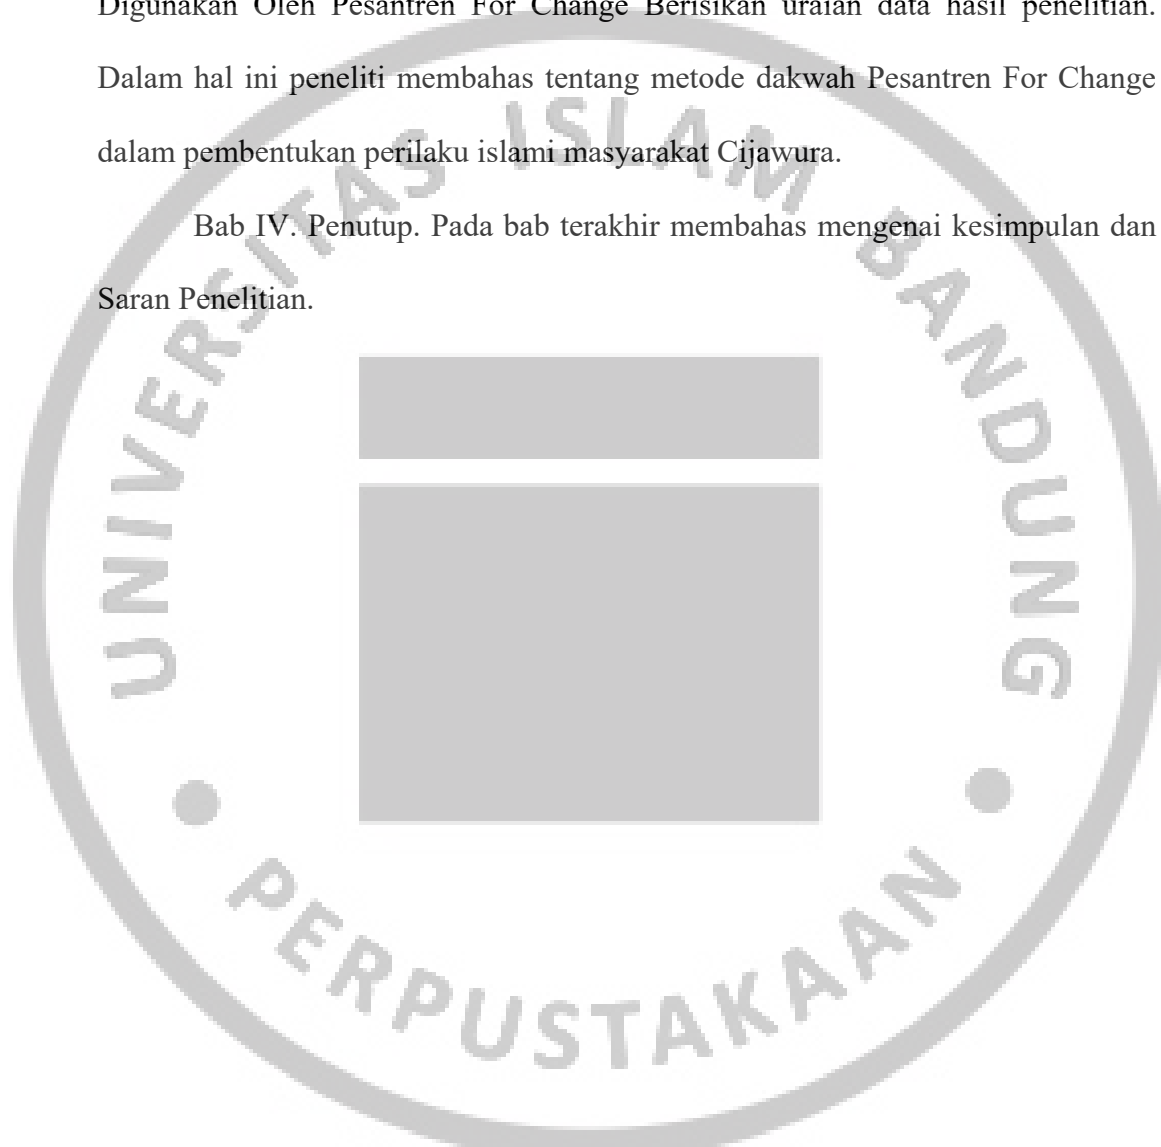 Digunakan Oleh Pesantren For Change Berisikan uraian data hasil penelitian.
Dalam hal ini peneliti membahas tentang metode dakwah Pesantren For Change
dalam pembentukan perilaku islami masyarakat Cijawura.
Bab IV. Penutup. Pada bab terakhir membahas mengenai kesimpulan dan
Saran Penelitian.
UNIVERSITAS ISLAM BANDUNG
PERPUSTAKAAN